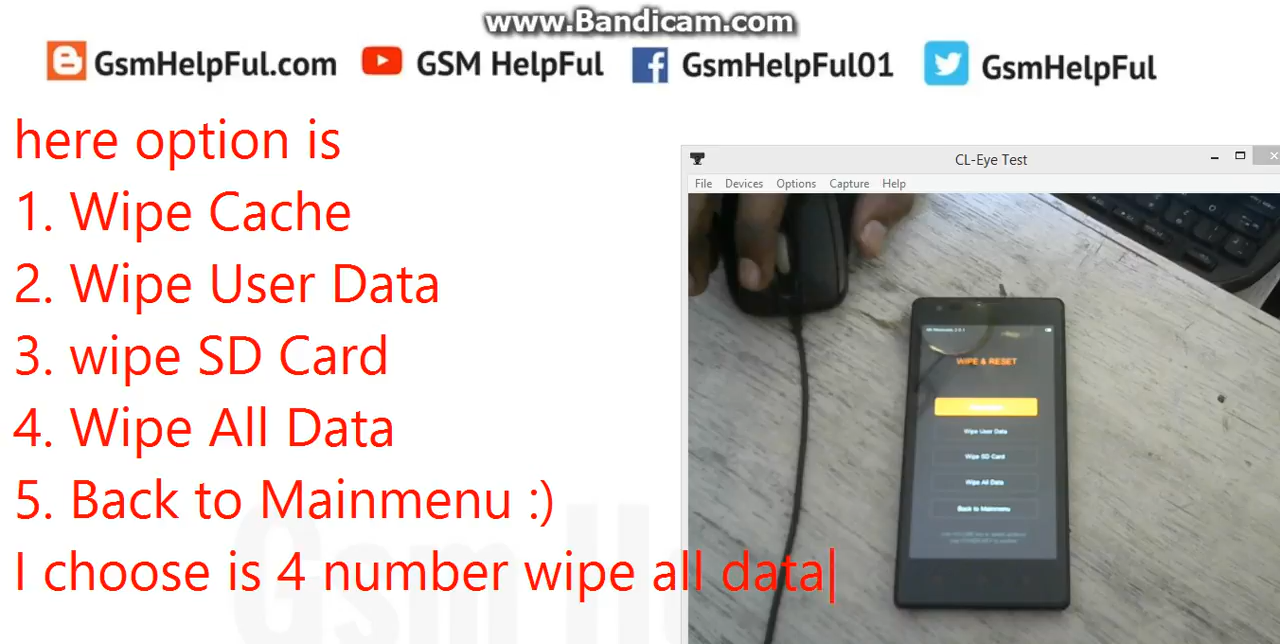 www.Bandicam.com
GsmHelpFul.com GSM HelpFul GsmHelpFul01 GsmHelpFul
here option is
1. Wipe Cache
2. Wipe User Data
3. wipe SD Card
4. Wipe All Data
5. Back to Mainmenu :)
I choose is 4 number wipe all data
CL-Eye Test
File Devices Options Capture Help
WIPE & RESET
Wipe User Data
Wipe SD Card
Wipe All Data
Back to Mainmenu
Gsm H